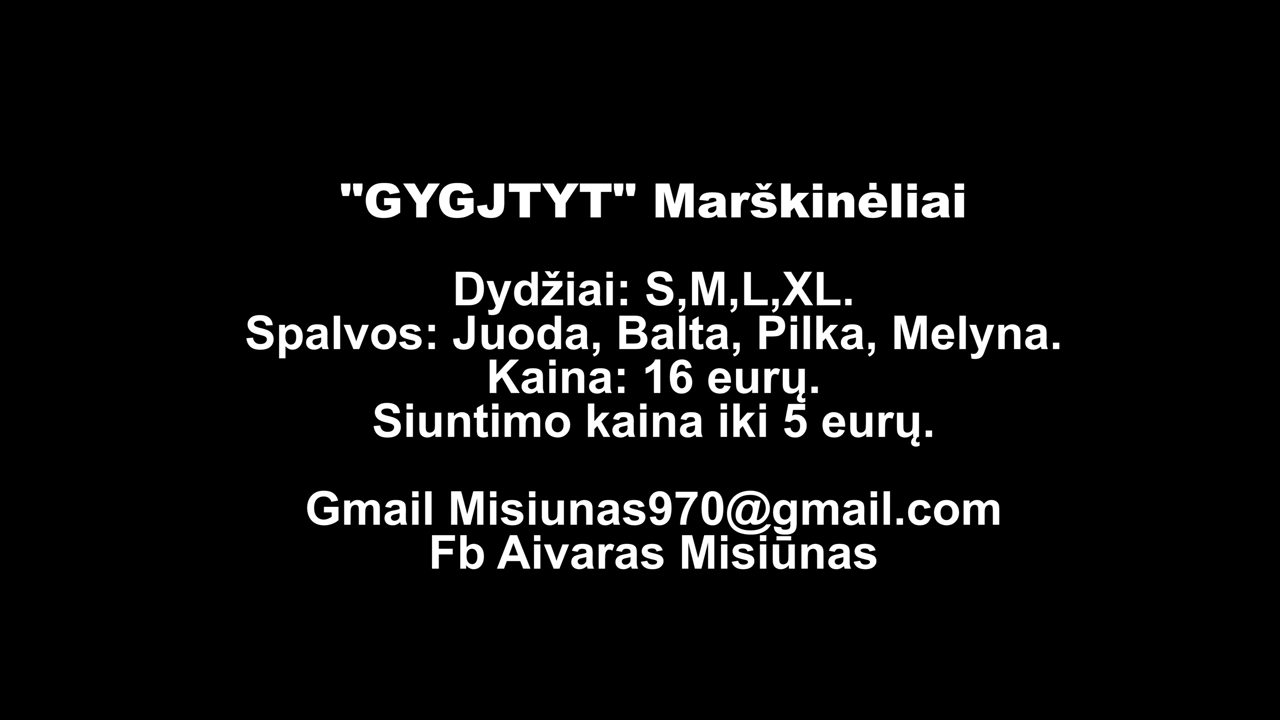 "GYGJTYT" Marškinėliai
Dydžiai: S,M,L,XL.
Spalvos: Juoda, Balta, Pilka, Melyna.
Kaina: 16 eurų.
Siuntimo kaina iki 5 eurų.
Gmail Misiunas970@gmail.com
Fb Aivaras Misiūnas